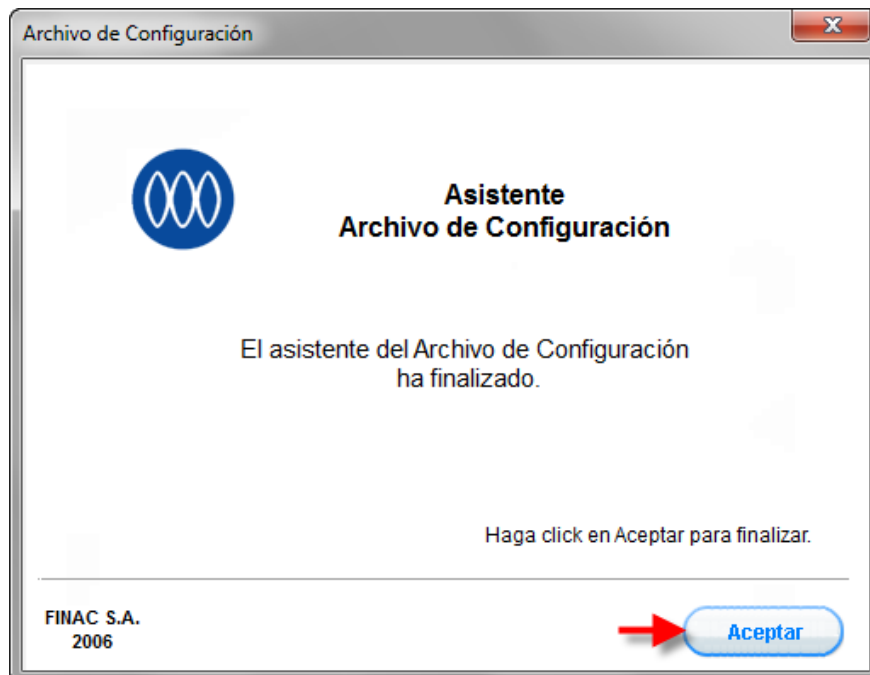 Archivo de Configuración
Asistente
Archivo de Configuración
El asistente del Archivo de Configuración
ha finalizado.
Haga click en Aceptar para finalizar.
FINAC S.A.
2006
Aceptar